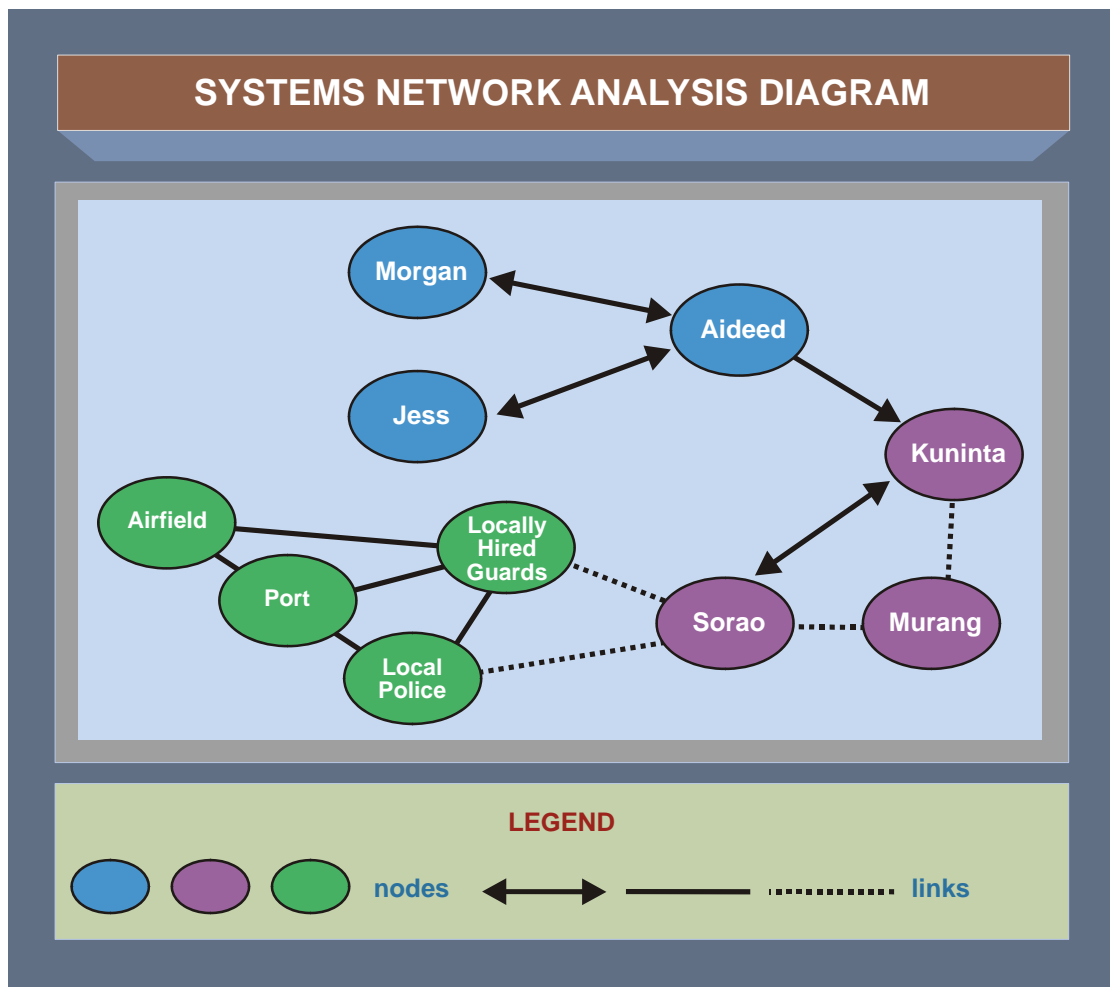 SYSTEMS NETWORK ANALYSIS DIAGRAM
Morgan
Aideed
Jess
Kuninta
Airfield
Locally
Hired
Guards
Port
Sorao
Murang
Local
Police
LEGEND
nodes
links